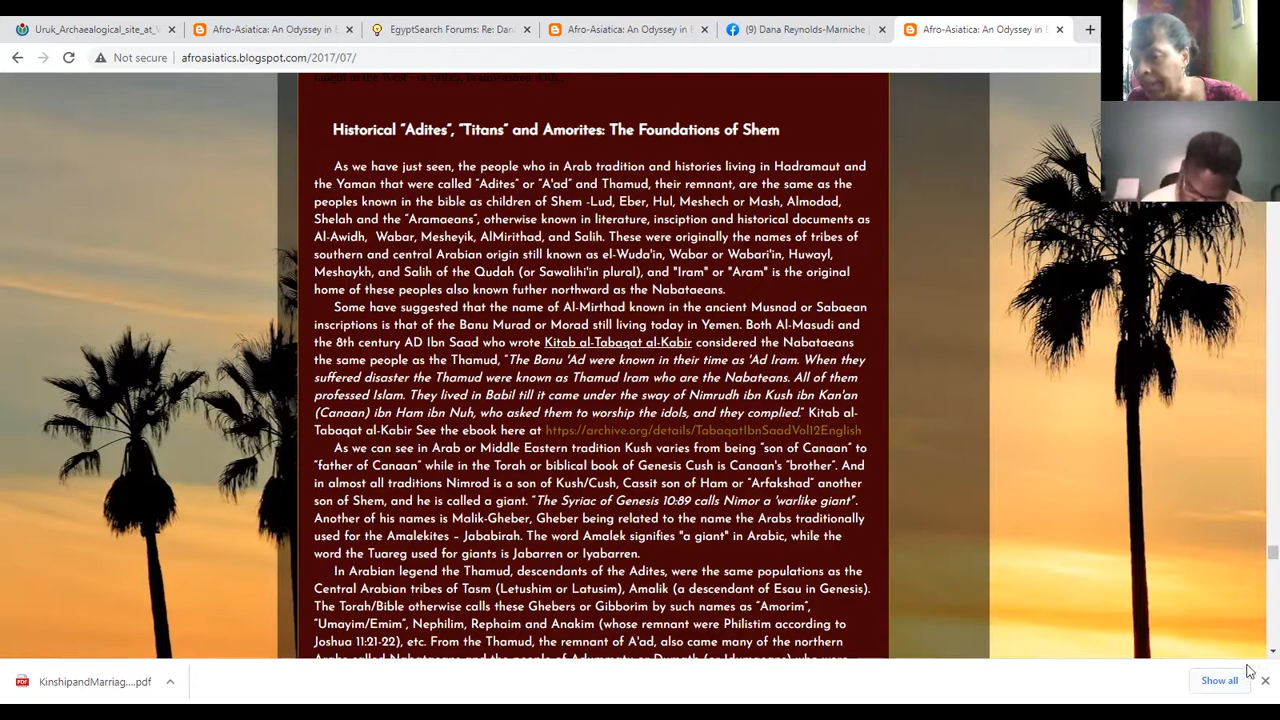 Uruk_Archaealogical_site_at_
Afro-Asiatica: An Odyssey in
EgyptSearch Forums: Re: Dan
Afro-Asiatica: An Odyssey in
(9) Dana Reynolds-Marniche |
Afro-Asiatica: An Odyssey in
Not secure | afroasiatics.blogspot.com/2017/07/
Historical “Adites”, “Titans” and Amorites: The Foundations of Shem
As we have just seen, the people who in Arab tradition and histories living in Hadramaut and
the Yaman that were called “Adites” or “A'ad” and Thamud, their remnant, are the same as the
peoples known in the bible as children of Shem -Lud, Eber, Hul, Meshech or Mash, Almodad,
Shelah and the “Aramaeans”, otherwise known in literature, insciption and historical documents as
Al-Awidh, Wabar, Mesheyik, AlMirithad, and Salih. These were originally the names of tribes of
southern and central Arabian origin still known as el-Wuda'in, Wabar or Wabari'in, Huwayl,
Meshaykh, and Salih of the Qudah (or Sawalihi'in plural), and "Iram" or "Aram" is the original
home of these peoples also known futher northward as the Nabataeans.
Some have suggested that the name of Al-Mirthad known in the ancient Musnad or Sabaean
inscriptions is that of the Banu Murad or Morad still living today in Yemen. Both Al-Masudi and
the 8th century AD Ibn Saad who wrote Kitab al-Tabaqat al-Kabir considered the Nabataeans
the same people as the Thamud, “The Banu 'Ad were known in their time as 'Ad Iram. When they
suffered disaster the Thamud were known as Thamud Iram who are the Nabateans. All of them
professed Islam. They lived in Babil till it came under the sway of Nimrudh ibn Kush ibn Kan'an
(Canaan) ibn Ham ibn Nuh, who asked them to worship the idols, and they complied.” Kitab al-
Tabaqat al-Kabir See the ebook here at https://archive.org/details/TabaqatIbnSaadVol12English
As we can see in Arab or Middle Eastern tradition Kush varies from being “son of Canaan” to
“father of Canaan” while in the Torah or biblical book of Genesis Cush is Canaan's “brother”. And
in almost all traditions Nimrod is a son of Kush/Cush, Cassit son of Ham or “Arfakshad” another
son of Shem, and he is called a giant. “The Syriac of Genesis 10:89 calls Nimor a ‘warlike giant’”.
Another of his names is Malik-Gheber, Gheber being related to the name the Arabs traditionally
used for the Amalekites – Jababirah. The word Amalek signifies "a giant" in Arabic, while the
word the Tuareg used for giants is Jabarren or Iyabarren.
In Arabian legend the Thamud, descendants of the Adites, were the same populations as the
Central Arabian tribes of Tasm (Letushim or Latusim), Amalik (a descendant of Esau in Genesis).
The Torah/Bible otherwise calls these Ghebers or Gibborim by such names as “Amorim”,
“Umayim/Emim”, Nephilim, Rephaim and Anakim (whose remnant were Philistim according to
Joshua 11:21-22), etc. From the Thamud, the remnant of A'ad, also came many of the northern
KinshipandMarriag....pdf
Show all